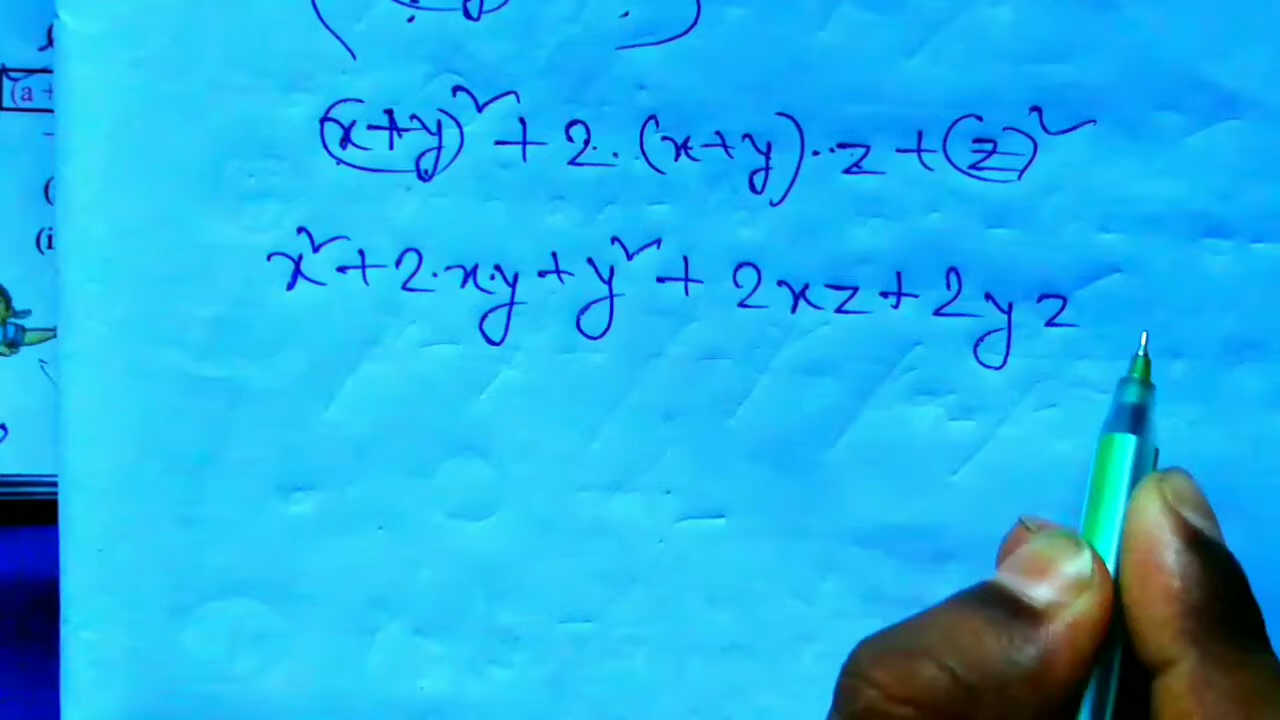 (a +
(x+y)² + 2.(x+y)..z + (z)²
x² + 2.x.y + y² + 2xz + 2yz
(
(i